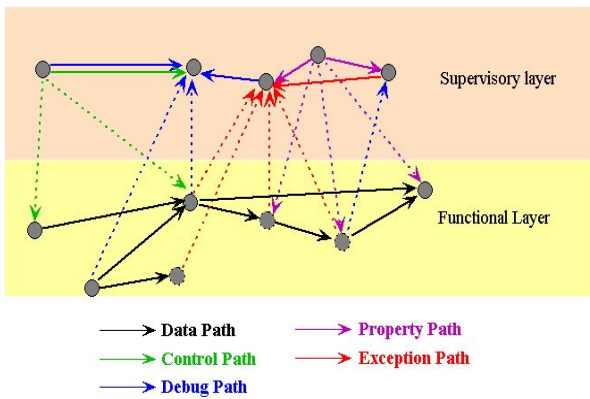 Supervisory layer
Functional Layer
Data Path
Property Path
Control Path
Exception Path
Debug Path